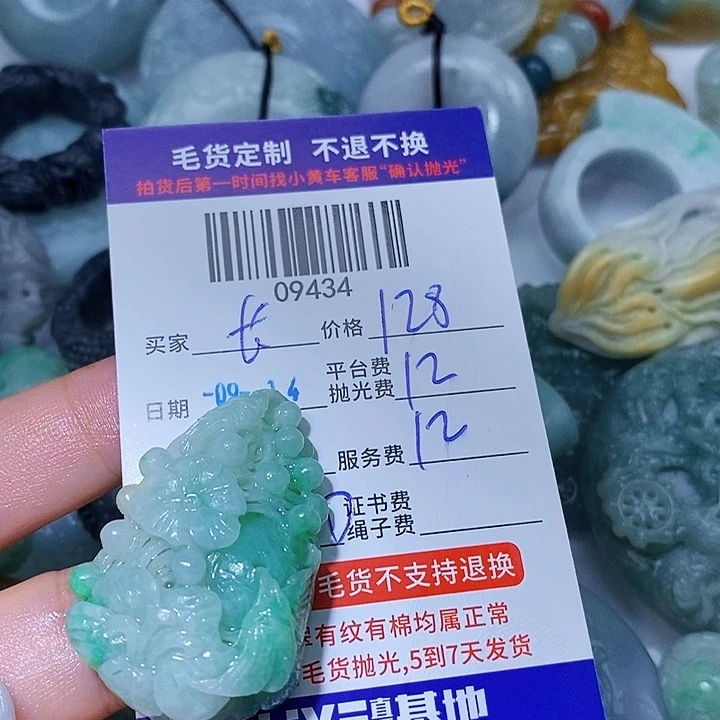 毛货定制 不退不换
拍货后第一时间找小黄车客服“确认抛光”
09434
买家 长 价格 128
日期 -09- 14 平台费 抛光费 12
服务费 12
证书费
绳子费
毛货不支持退换
有纹有棉均属正常
毛货抛光,5到7天发货
基地